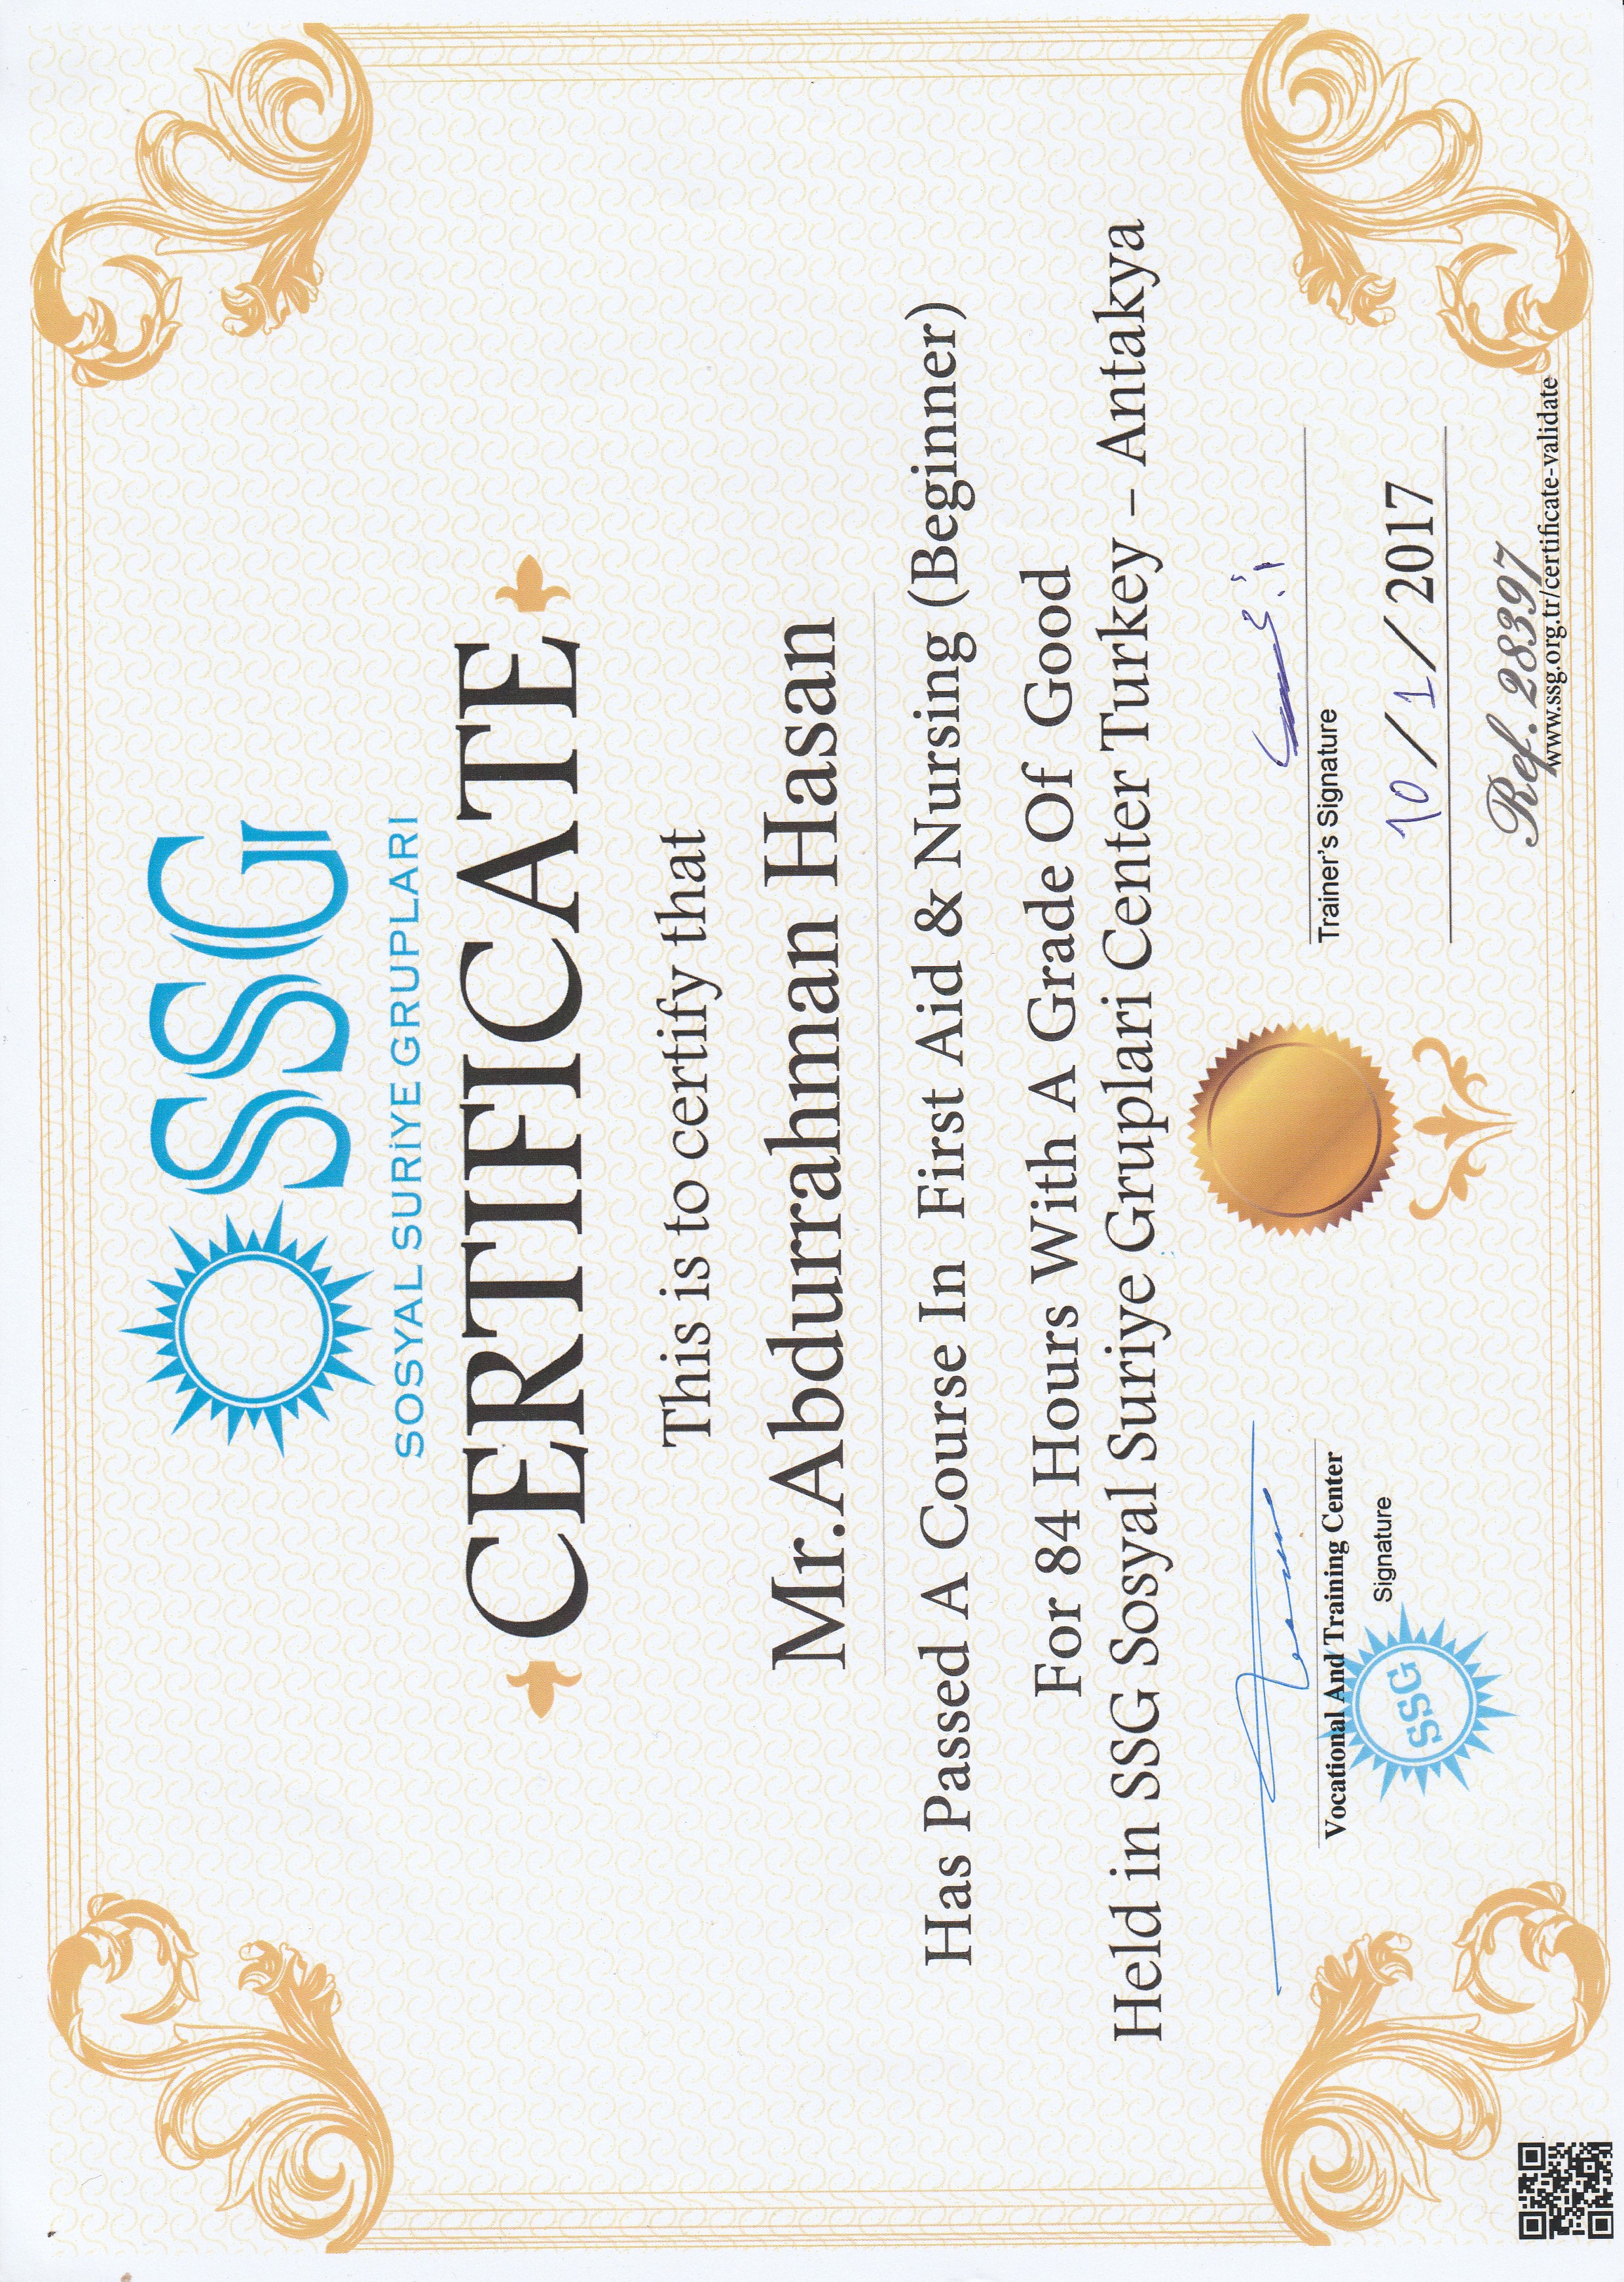 SSG
SOSYAL SURİYE GRUPLARI
CERTIFICATE
This is to certify that
Mr.Abdurrahman Hasan
Has Passed A Course In First Aid & Nursing (Beginner)
For 84 Hours With A Grade Of Good
Held in SSG Sosyal Suriye Gruplari Center Turkey – Antakya
Vocational And Training Center
Signature
SSG
Trainer's Signature
10/1/2017
Ref. 28397
www.ssg.org.tr/certificate-validate